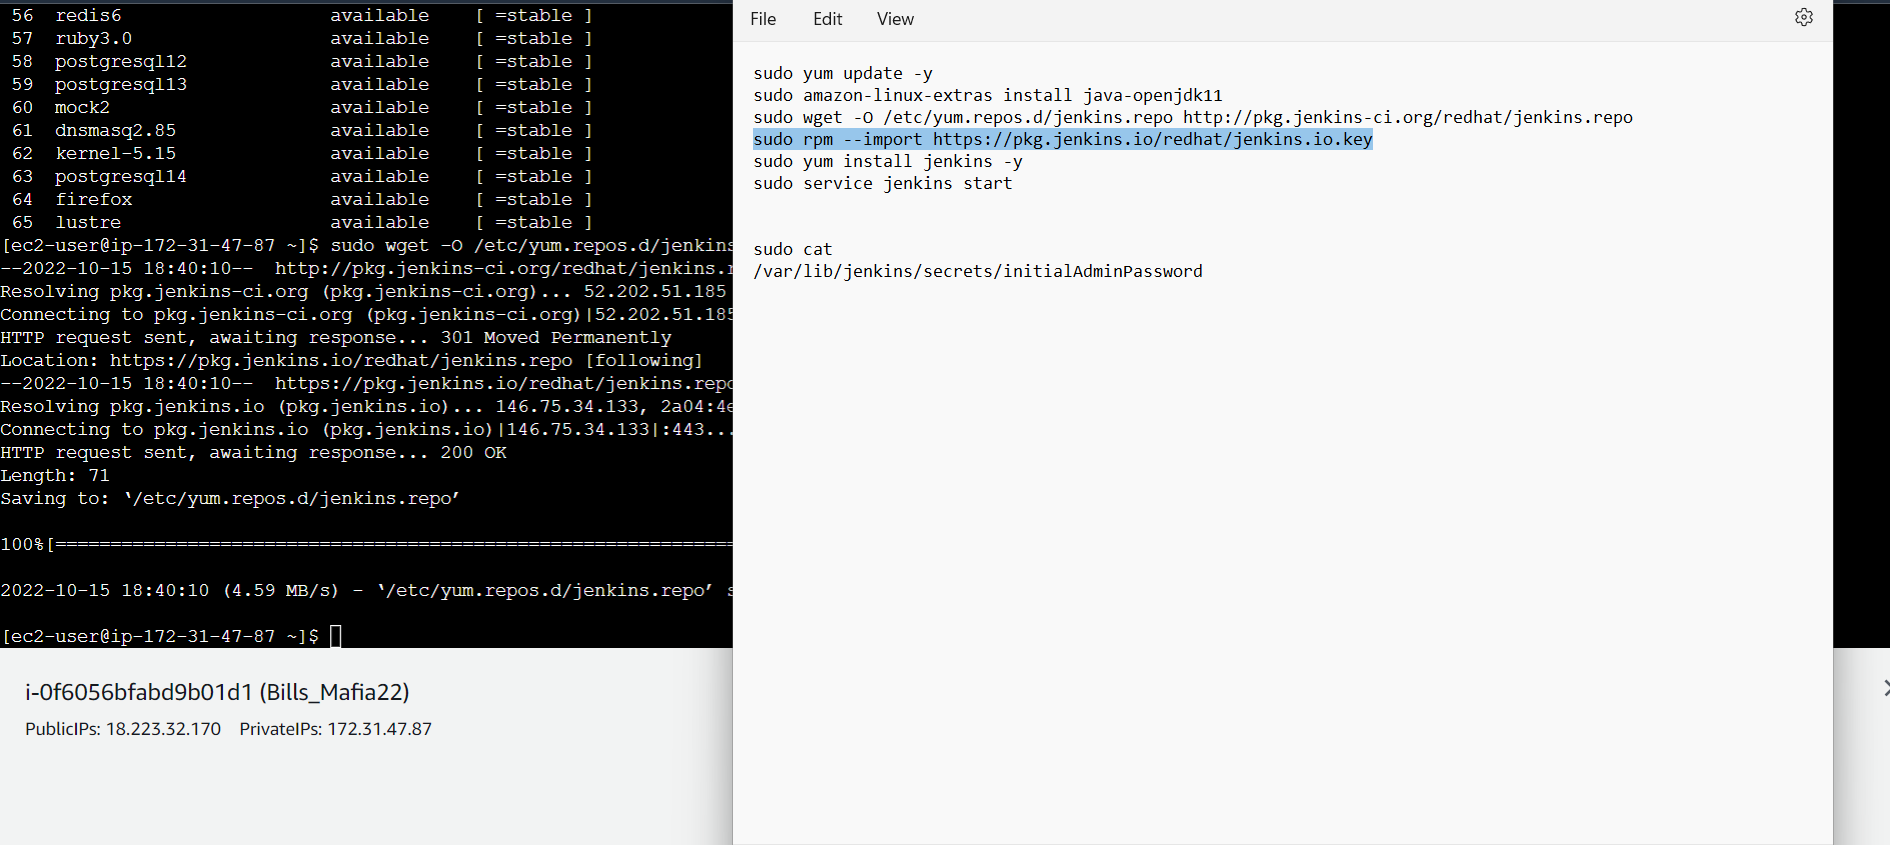 56 redis6 available [ =stable ]
57 ruby3.0 available [ =stable ]
58 postgresql12 available [ =stable ]
59 postgresql13 available [ =stable ]
60 mock2 available [ =stable ]
61 dnsmasq2.85 available [ =stable ]
62 kernel-5.15 available [ =stable ]
63 postgresql14 available [ =stable ]
64 firefox available [ =stable ]
65 lustre available [ =stable ]
[ec2-user@ip-172-31-47-87 ~]$ sudo wget -O /etc/yum.repos.d/jenkins
--2022-10-15 18:40:10-- http://pkg.jenkins-ci.org/redhat/jenkins.r
Resolving pkg.jenkins-ci.org (pkg.jenkins-ci.org)... 52.202.51.185
Connecting to pkg.jenkins-ci.org (pkg.jenkins-ci.org)|52.202.51.185
HTTP request sent, awaiting response... 301 Moved Permanently
Location: https://pkg.jenkins.io/redhat/jenkins.repo [following]
--2022-10-15 18:40:10-- https://pkg.jenkins.io/redhat/jenkins.repo
Resolving pkg.jenkins.io (pkg.jenkins.io)... 146.75.34.133, 2a04:4e
Connecting to pkg.jenkins.io (pkg.jenkins.io)|146.75.34.133|:443...
HTTP request sent, awaiting response... 200 OK
Length: 71
Saving to: ‘/etc/yum.repos.d/jenkins.repo’
100%[==============================================================
2022-10-15 18:40:10 (4.59 MB/s) - ‘/etc/yum.repos.d/jenkins.repo’ s
[ec2-user@ip-172-31-47-87 ~]$
i-0f6056bfabd9b01d1 (Bills_Mafia22)
PublicIPs: 18.223.32.170 PrivateIPs: 172.31.47.87
File Edit View
sudo yum update -y
sudo amazon-linux-extras install java-openjdk11
sudo wget -O /etc/yum.repos.d/jenkins.repo http://pkg.jenkins-ci.org/redhat/jenkins.repo
sudo rpm --import https://pkg.jenkins.io/redhat/jenkins.io.key
sudo yum install jenkins -y
sudo service jenkins start
sudo cat
/var/lib/jenkins/secrets/initialAdminPassword